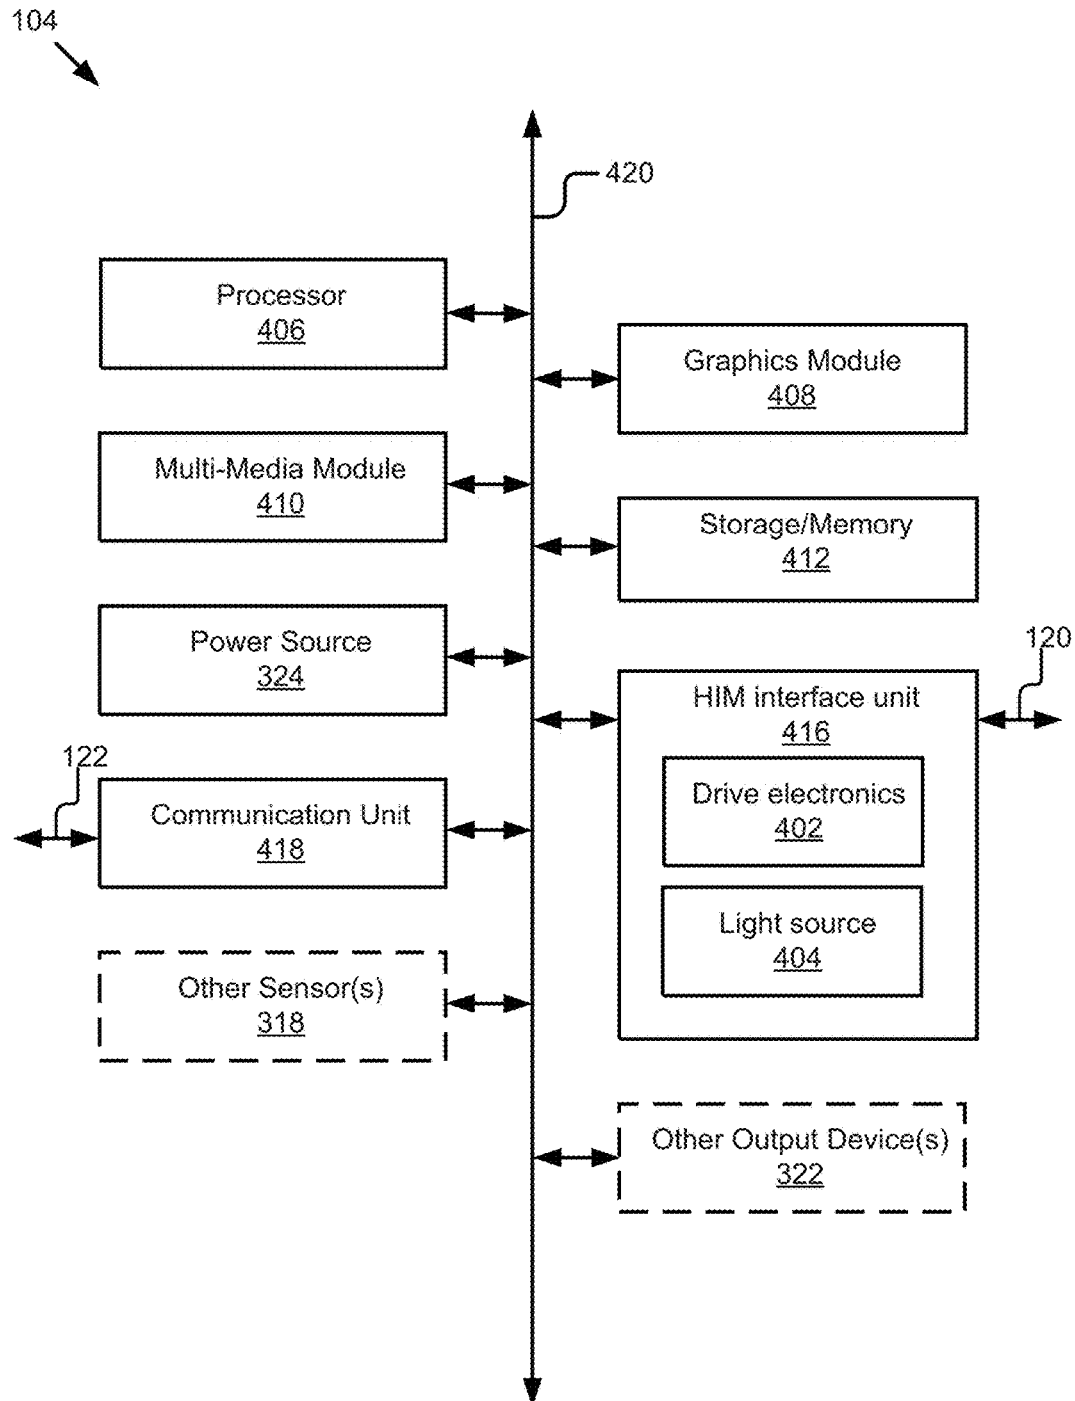 104
420
Processor
406
Graphics Module
408
Multi-Media Module
410
Storage/Memory
412
Power Source
324
120
HIM interface unit
416
122
Drive electronics
402
Communication Unit
418
Light source
404
Other Sensor(s)
318
Other Output Device(s)
322